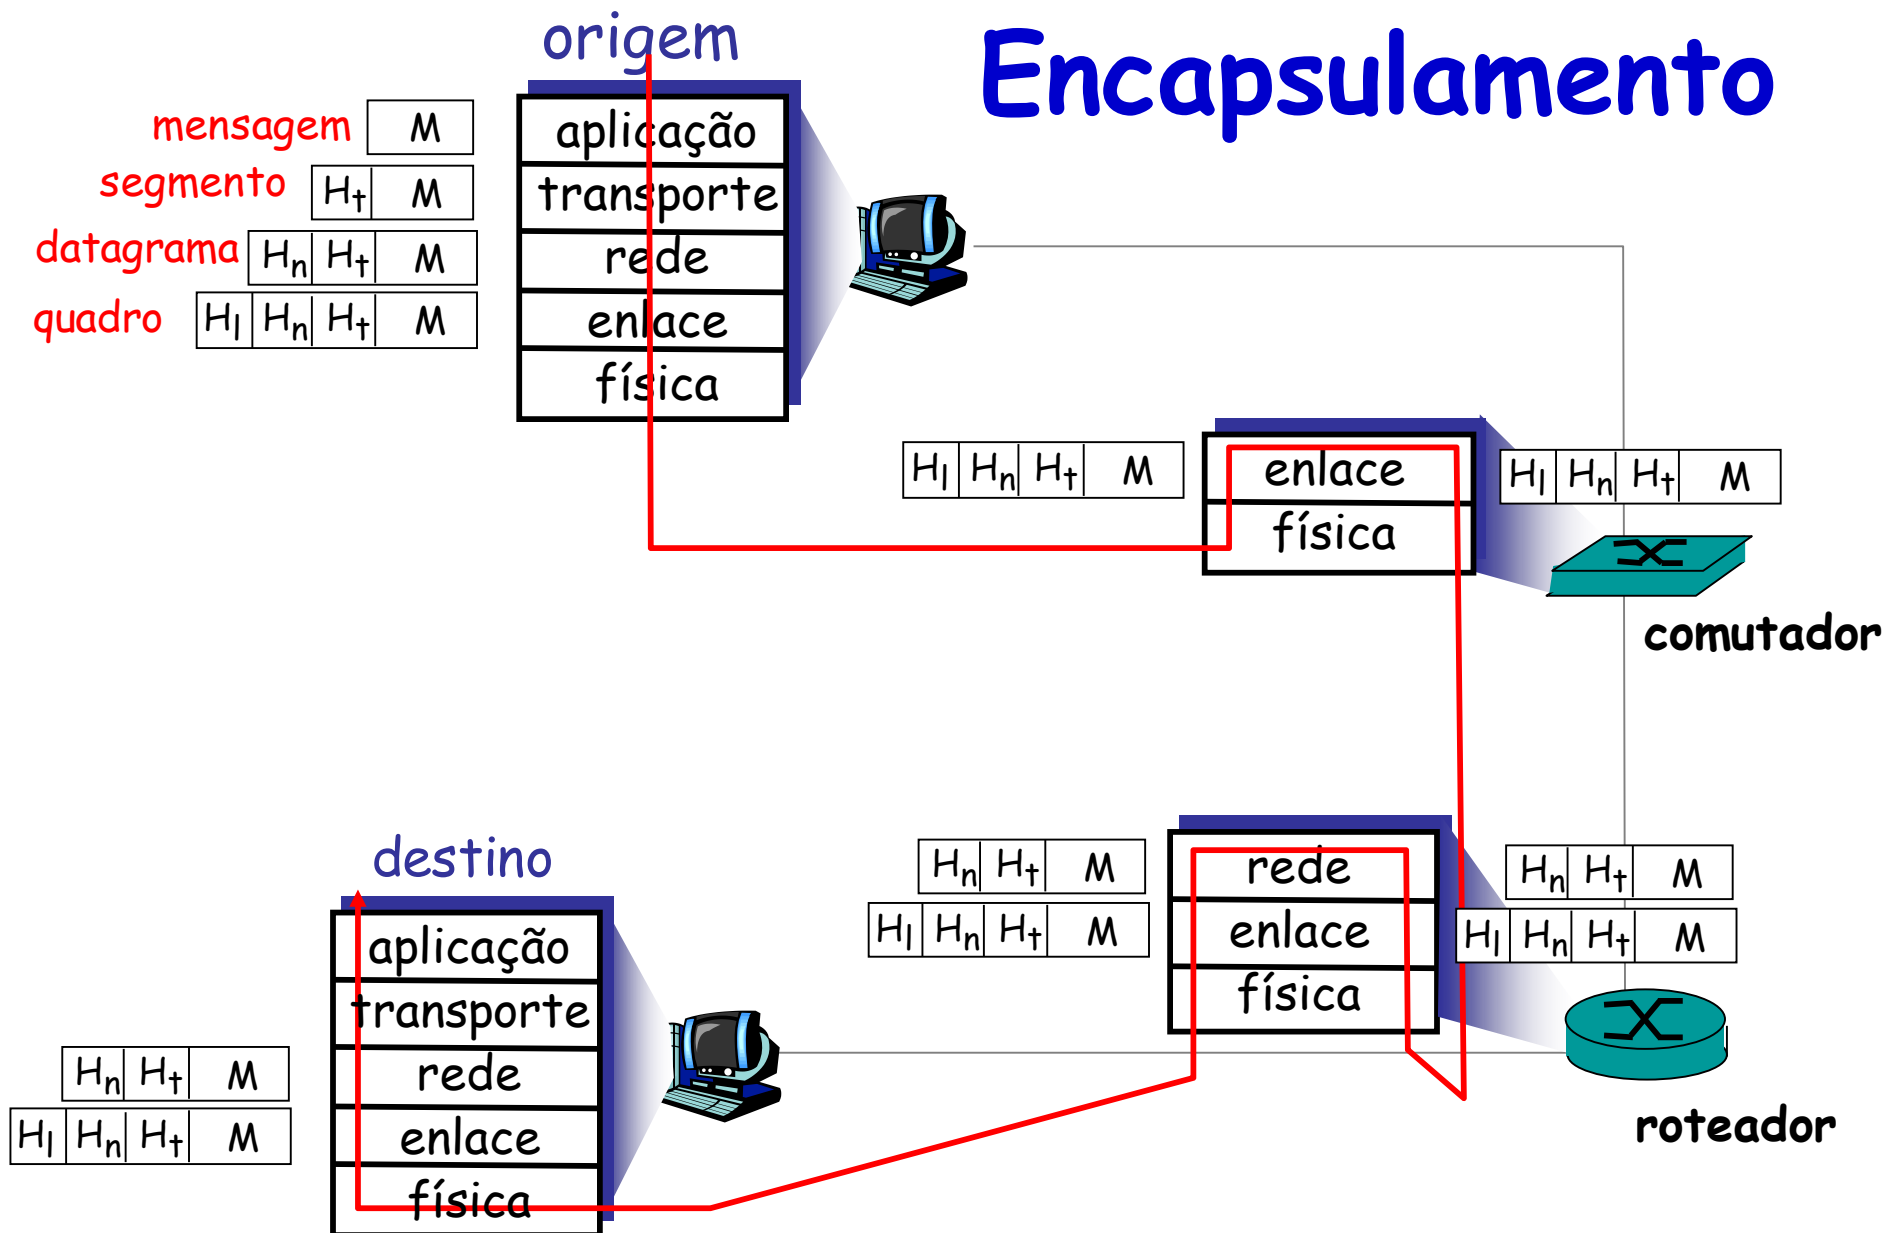 origem
Encapsulamento
mensagem M
aplicação
segmento Ht M
transporte
datagrama Hn Ht M
rede
quadro Hl Hn Ht M
enlace
física
Hl Hn Ht M
enlace
Hl Hn Ht M
física
comutador
destino
Hn Ht M
rede
Hn Ht M
Hl Hn Ht M
enlace
Hl Hn Ht M
física
roteador
aplicação
transporte
Hn Ht M
rede
Hl Hn Ht M
enlace
física